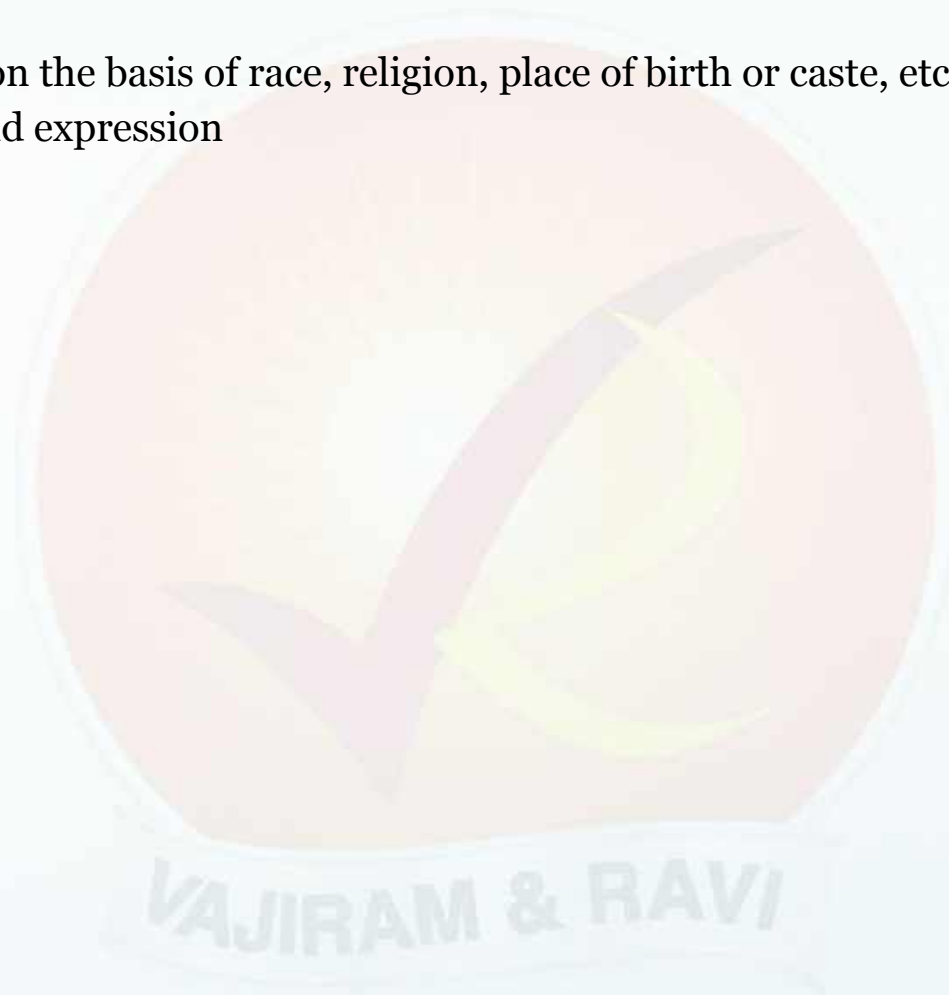 on the basis of race, religion, place of birth or caste, etc
d expression
VAJIRAM & RAVI